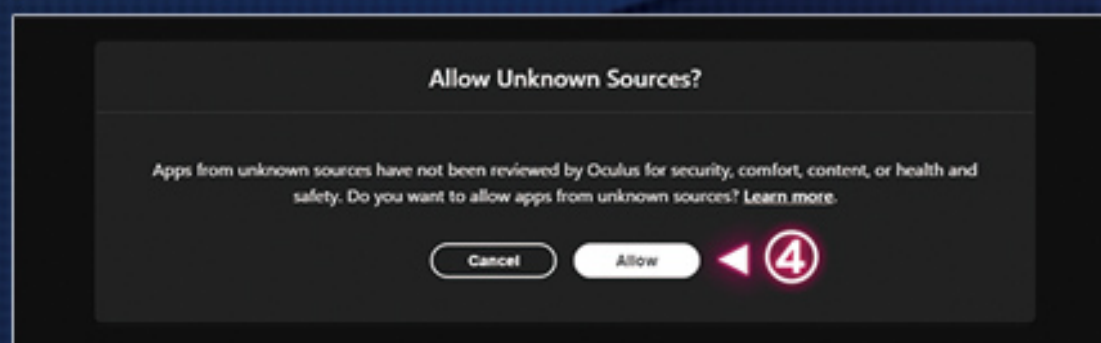 Allow Unknown Sources?
Apps from unknown sources have not been reviewed by Oculus for security, comfort, content, or health and
safety. Do you want to allow apps from unknown sources? Learn more.
Cancel Allow ④